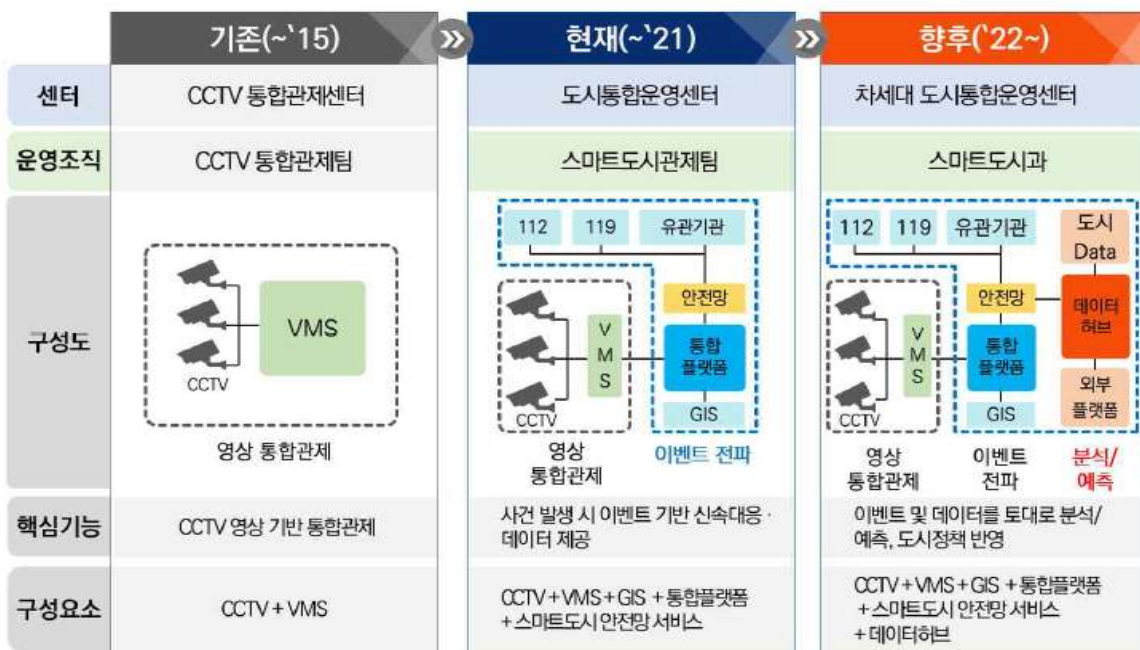 기존(~'15)
»
현재(~'21)
»
향후('22~)
센터
CCTV 통합관제센터
도시통합운영센터
차세대 도시통합운영센터
운영조직
CCTV 통합관제팀
스마트도시관제팀
스마트도시과
구성도
CCTV
VMS
영상 통합관제
112
119
유관기관
안전망
V
M
S
통합
플랫폼
GIS
CCTV
영상
통합관제
이벤트 전파
112
119
유관기관
도시
Data
안전망
데이터
허브
V
M
S
통합
플랫폼
외부
플랫폼
GIS
CCTV
영상
통합관제
이벤트
전파
분석/
예측
핵심기능
CCTV 영상 기반 통합관제
사건 발생 시 이벤트 기반 신속대응 ·
데이터 제공
이벤트 및 데이터를 토대로 분석/
예측, 도시정책 반영
구성요소
CCTV + VMS
CCTV + VMS + GIS + 통합플랫폼
+ 스마트도시 안전망 서비스
CCTV + VMS + GIS + 통합플랫폼
+ 스마트도시 안전망 서비스
+ 데이터허브